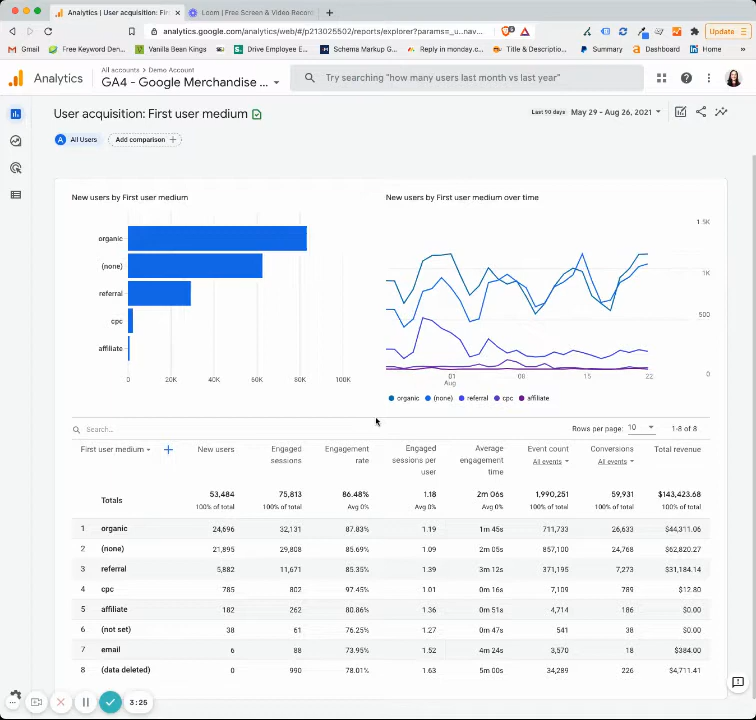 Analytics | User acquisition: First
Loom | Free Screen & Video Record
analytics.google.com/analytics/web/#/p213025502/reports/explorer?params=_u..nav...
Update
Gmail
Free Keyword Den...
Vanilla Bean Kings
Drive Employee E...
Schema Markup G...
Reply in monday.c...
Title & Descriptio...
Summary
Dashboard
Home
Analytics
All accounts > Demo Account
GA4 - Google Merchandise ...
Try searching "how many users last month vs last year"
User acquisition: First user medium
Last 90 days May 29 - Aug 26, 2021
A All Users
Add comparison +
New users by First user medium
New users by First user medium over time
organic
(none)
referral
cpc
affiliate
0 20K 40K 60K 80K 100K
1.5K
1K
500
0
01 Aug
08
15
22
organic (none) referral cpc affiliate
Search...
Rows per page: 10 1-8 of 8
First user medium
New users
Engaged sessions
Engagement rate
Engaged sessions per user
Average engagement time
Event count All events
Conversions All events
Total revenue
Totals 53,484 75,813 86.48% 1.18 2m 06s 1,990,251 59,931 $143,423.68
100% of total 100% of total Avg 0% Avg 0% Avg 0% 100% of total 100% of total 100% of total
1 organic 24,696 32,131 87.83% 1.19 1m 45s 711,733 26,633 $44,311.06
2 (none) 21,895 29,808 85.69% 1.09 2m 05s 857,100 24,768 $62,820.27
3 referral 5,882 11,671 85.35% 1.39 3m 12s 371,195 7,273 $31,184.14
4 cpc 785 802 97.45% 1.01 0m 16s 7,109 789 $12.80
5 affiliate 182 262 80.86% 1.36 0m 51s 4,714 186 $0.00
6 (not set) 38 61 76.25% 1.27 0m 47s 541 38 $0.00
7 email 6 88 73.95% 1.52 4m 24s 3,570 18 $384.00
8 (data deleted) 0 990 78.01% 1.63 5m 00s 34,289 226 $4,711.41
3:25